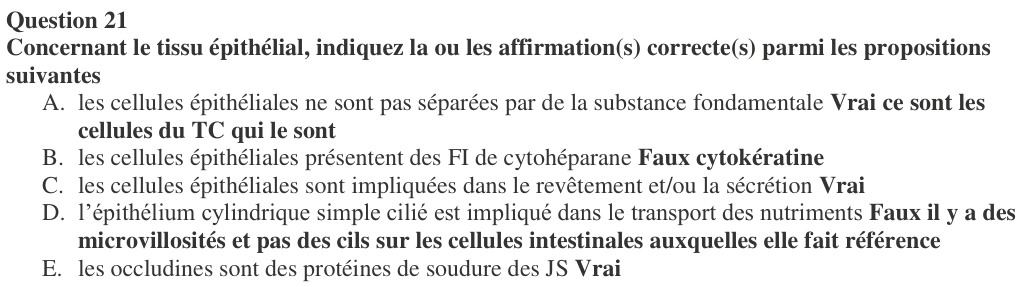 Question 21
Concernant le tissu épithélial, indiquez la ou les affirmation(s) correcte(s) parmi les propositions
suivantes
A. les cellules épithéliales ne sont pas séparées par de la substance fondamentale Vrai ce sont les
cellules du TC qui le sont
B. les cellules épithéliales présentent des FI de cytohéparane Faux cytokératine
C. les cellules épithéliales sont impliquées dans le revêtement et/ou la sécrétion Vrai
D. l’épithélium cylindrique simple cilié est impliqué dans le transport des nutriments Faux il y a des
microvillosités et pas des cils sur les cellules intestinales auxquelles elle fait référence
E. les occludines sont des protéines de soudure des JS Vrai